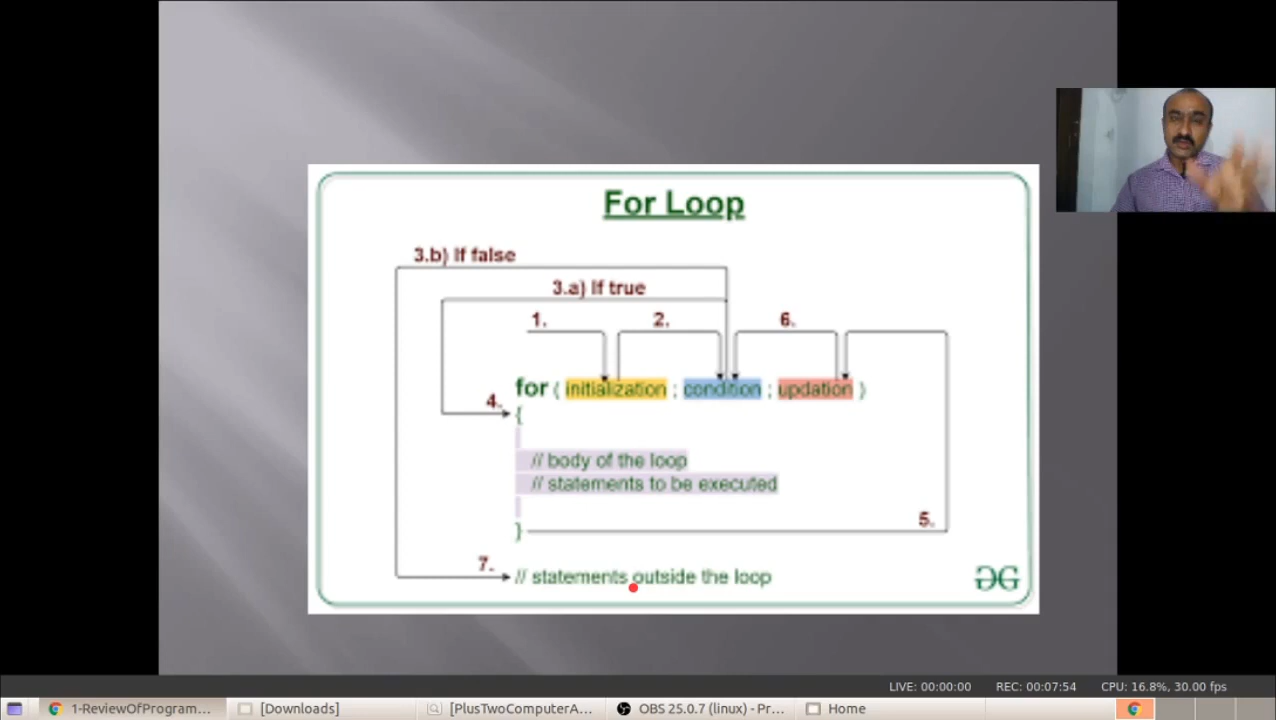 For Loop
3.b) If false
3.a) If true
1. 2. 6.
for ( initialization ; condition ; updation )
4. {
// body of the loop
// statements to be executed
5.
}
7. // statements outside the loop
LIVE: 00:00:00 REC: 00:07:54 CPU: 16.8%, 30.00 fps
1-ReviewOfProgram... [Downloads] [PlusTwoComputerA... OBS 25.0.7 (linux) - Pr... Home